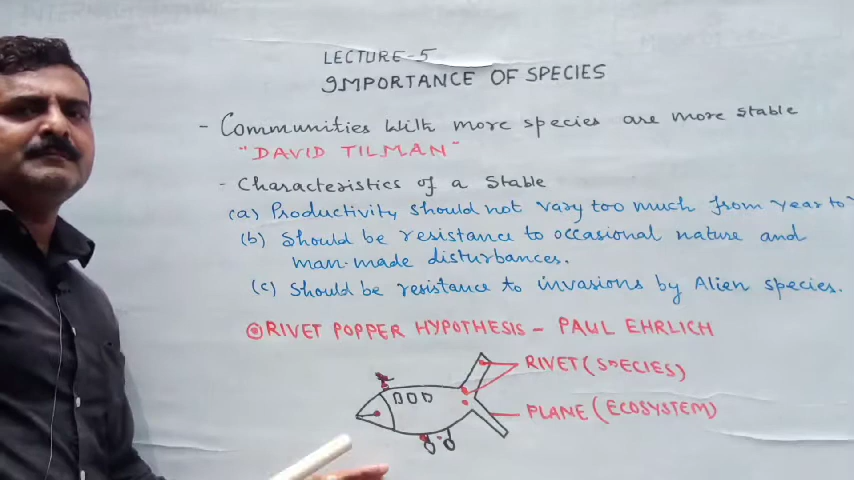 LECTURE-5
IMPORTANCE OF SPECIES
- Communities With more species are more stable
"DAVID TILMAN"
- Characteristics of a Stable
(a) Productivity should not vary too much from year to
(b) Should be resistance to occasional nature and
man-made disturbances.
(c) Should be resistance to invasions by Alien species.
RIVET POPPER HYPOTHESIS - PAUL EHRLICH
RIVET (SPECIES)
PLANE (ECOSYSTEM)